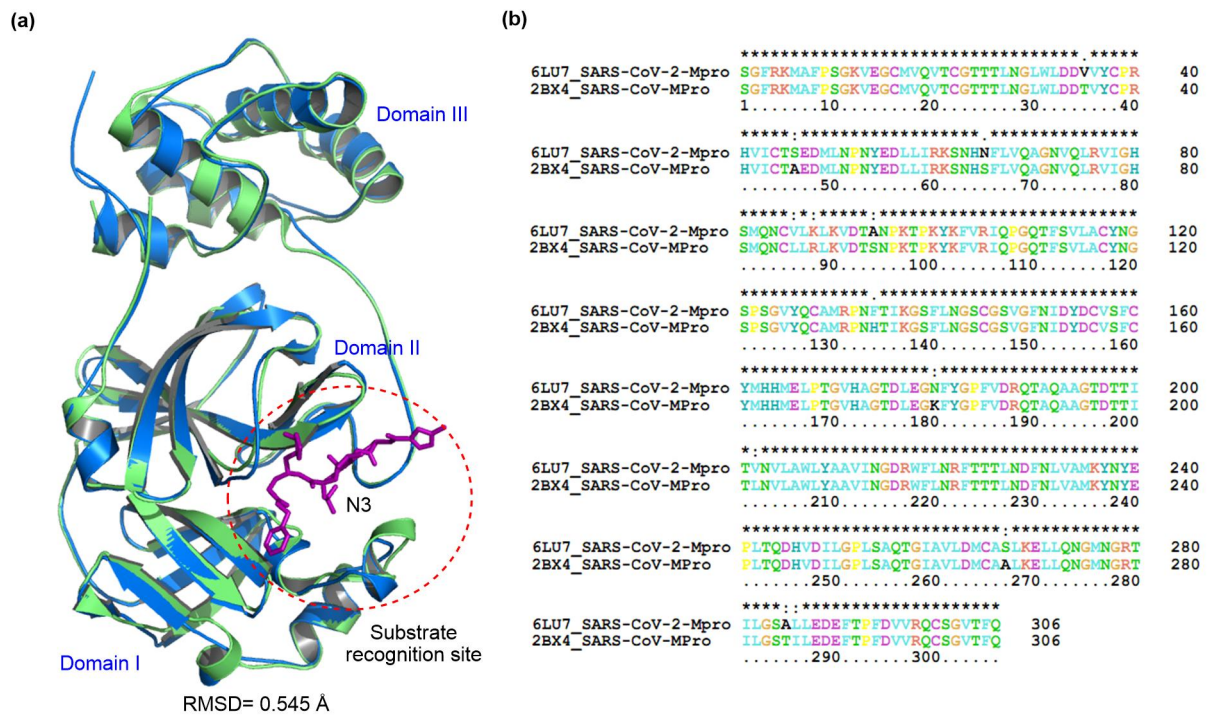 (a)
Domain III
Domain II
N3
Substrate
recognition site
Domain I
RMSD= 0.545 Å
(b)
**********************************.*****
6LU7_SARS-CoV-2-Mpro SGFRKMAFPSGKVEGCMVQVTCGTTTLNGLWLDDVVYCPR 40
2BX4_SARS-CoV-MPro SGFRKMAFPSGKVEGCMVQVTCGTTTLNGLWLDDTVYCPR 40
1.......10........20........30........40
*****:******************.***************
6LU7_SARS-CoV-2-Mpro HVICTSEDMLNPNYEDLLIRKSNHNFLVQAGNVQLRVIGH 80
2BX4_SARS-CoV-MPro HVICTAEDMLNPNYEDLLIRKSNHSFLVQAGNVQLRVIGH 80
........50........60........70........80
*****:*:*****.**************************
6LU7_SARS-CoV-2-Mpro SMQNCVLKLKVDTANPKTPKYKFVRIQPGQTFSVLACYNG 120
2BX4_SARS-CoV-MPro SMQNCLLRLKVDTSNPKTPKYKFVRIQPGQTFSVLACYNG 120
........90.......100.......110.......120
*************.**************************
6LU7_SARS-CoV-2-Mpro SPSGVYQCAMRPNFTIKGSFLNGSCGSVGFNIDYDCVSFC 160
2BX4_SARS-CoV-MPro SPSGVYQCAMRPNHTIKGSFLNGSCGSVGFNIDYDCVSFC 160
.......130.......140.......150.......160
*******************:********************
6LU7_SARS-CoV-2-Mpro YMHHMELPTGVHAGTDLEGNFYGPFVDRQTAQAAGTDTTI 200
2BX4_SARS-CoV-MPro YMHHMELPTGVHAGTDLEGKFYGPFVDRQTAQAAGTDTTI 200
.......170.......180.......190.......200
*:**************************************
6LU7_SARS-CoV-2-Mpro TVNVLAWLYAAVINGDRWFLNRFTTTLNDFNLVAMKYNYE 240
2BX4_SARS-CoV-MPro TLNVLAWLYAAVINGDRWFLNRFTTTLNDFNLVAMKYNYE 240
.......210.......220.......230.......240
**************************:*************
6LU7_SARS-CoV-2-Mpro PLTQDHVDILGPLSAQTGIAVLDMCASLKELLQNGMNGRT 280
2BX4_SARS-CoV-MPro PLTQDHVDILGPLSAQTGIAVLDMCAALKELLQNGMNGRT 280
.......250.......260.......270.......280
****.:********************
6LU7_SARS-CoV-2-Mpro ILGSALLEDEFTPFDVVRQCSGVTFQ 306
2BX4_SARS-CoV-MPro ILGSTILEDEFTPFDVVRQCSGVTFQ 306
.......290.......300......